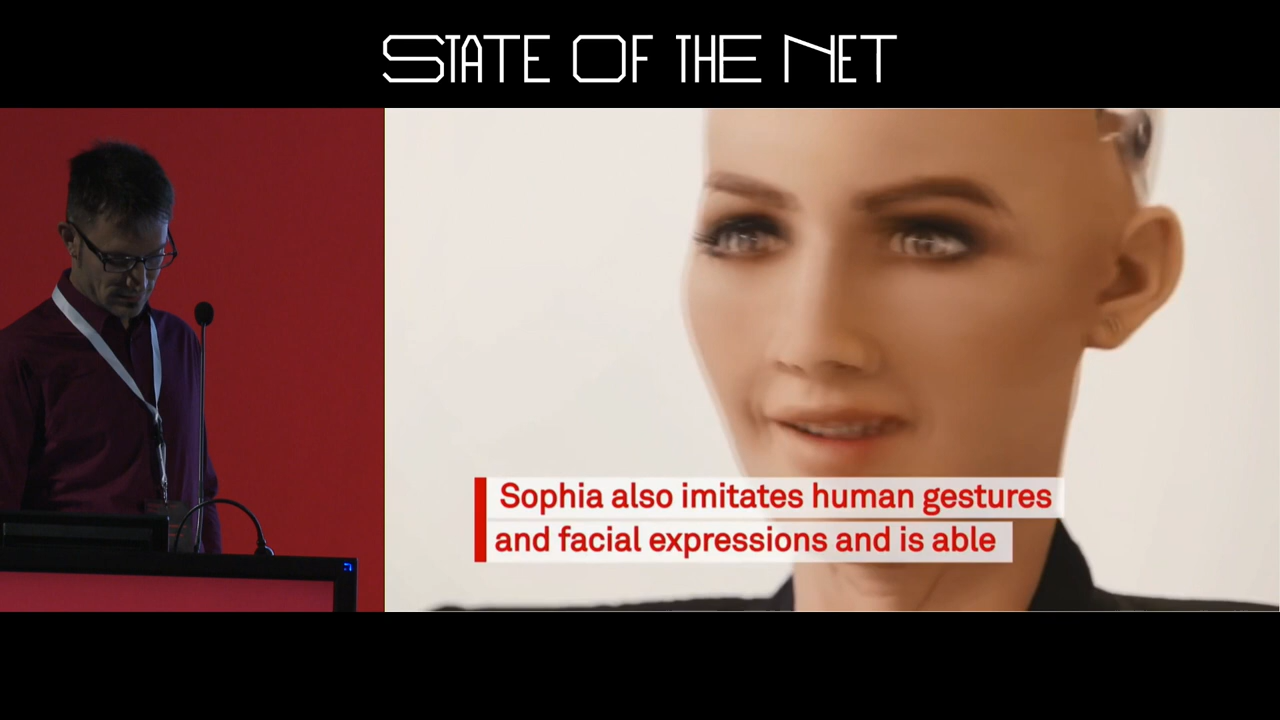 STATE OF THE NET
Sophia also imitates human gestures
and facial expressions and is able